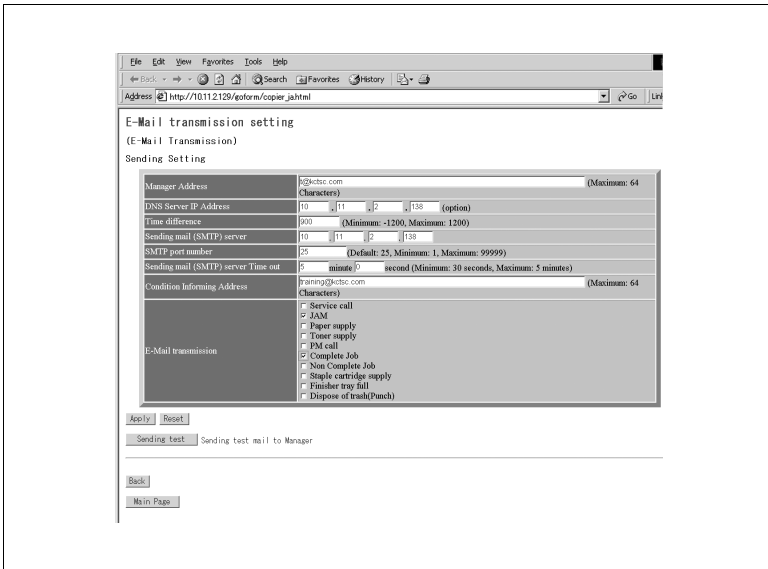 File Edit View Favorites Tools Help
Back Search Favorites History
Address http://10.11.2.129/goform/copier_ja.html Go
E-Mail transmission setting
(E-Mail Transmission)
Sending Setting
Manager Address t@kctsc.com (Maximum: 64 Characters)
DNS Server IP Address 10 . 11 . 2 . 138 (option)
Time difference 900 (Minimum: -1200, Maximum: 1200)
Sending mail (SMTP) server 10 . 11 . 2 . 138
SMTP port number 25 (Default: 25, Minimum: 1, Maximum: 99999)
Sending mail (SMTP) server Time out 5 minute 0 second (Minimum: 30 seconds, Maximum: 5 minutes)
Condition Informing Address training@kctsc.com (Maximum: 64 Characters)
E-Mail transmission
Service call
JAM
Paper supply
Toner supply
PM call
Complete Job
Non Complete Job
Staple cartridge supply
Finisher tray full
Dispose of trash(Punch)
Apply Reset
Sending test Sending test mail to Manager
Back
Main Page